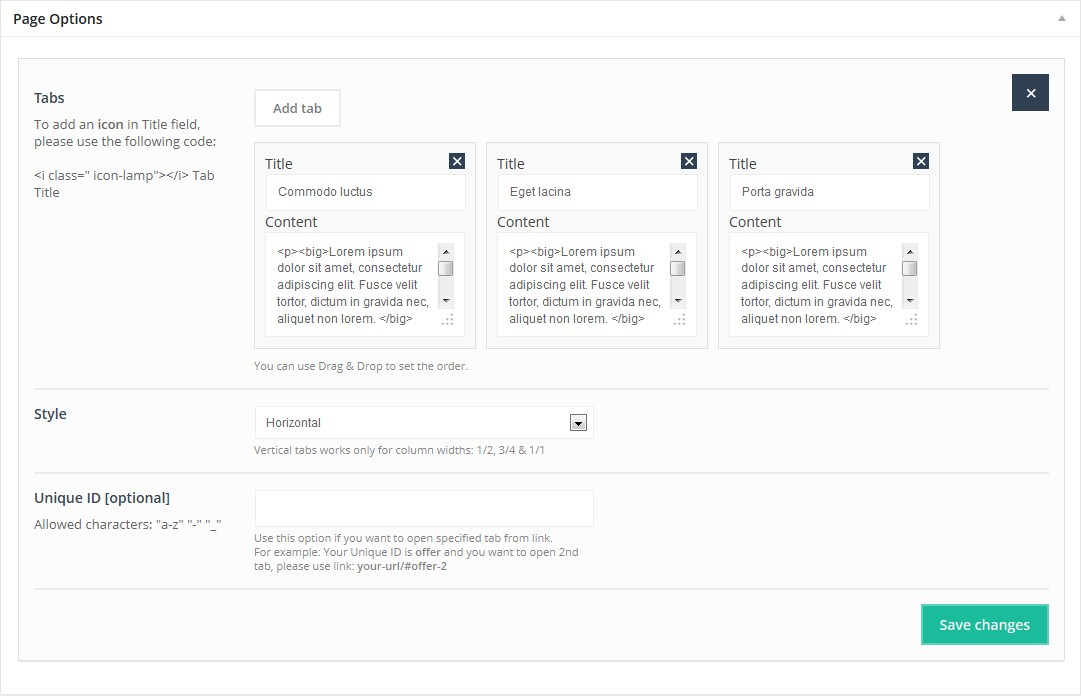 Page Options
Tabs
To add an icon in Title field,
please use the following code:
<i class=" icon-lamp"></i> Tab
Title
Add tab
Title
Commodo luctus
Content
<p><big>Lorem ipsum
dolor sit amet, consectetur
adipiscing elit. Fusce velit
tortor, dictum in gravida nec,
aliquet non lorem. </big>
Title
Eget lacina
Content
<p><big>Lorem ipsum
dolor sit amet, consectetur
adipiscing elit. Fusce velit
tortor, dictum in gravida nec,
aliquet non lorem. </big>
Title
Porta gravida
Content
<p><big>Lorem ipsum
dolor sit amet, consectetur
adipiscing elit. Fusce velit
tortor, dictum in gravida nec,
aliquet non lorem. </big>
You can use Drag & Drop to set the order.
Style
Horizontal
Vertical tabs works only for column widths: 1/2, 3/4 & 1/1
Unique ID [optional]
Allowed characters: "a-z" "-" "_"
Use this option if you want to open specified tab from link.
For example: Your Unique ID is offer and you want to open 2nd
tab, please use link: your-url/#offer-2
Save changes